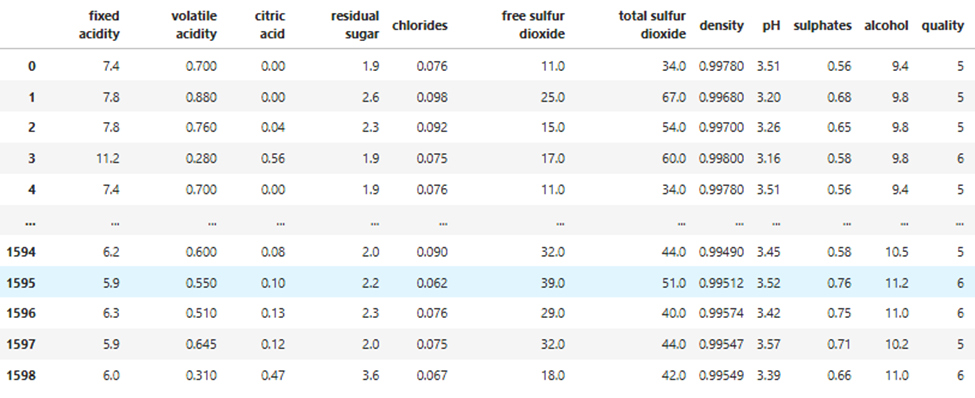 fixed acidity volatile acidity citric acid residual sugar chlorides free sulfur dioxide total sulfur dioxide density pH sulphates alcohol quality
0 7.4 0.700 0.00 1.9 0.076 11.0 34.0 0.99780 3.51 0.56 9.4 5
1 7.8 0.880 0.00 2.6 0.098 25.0 67.0 0.99680 3.20 0.68 9.8 5
2 7.8 0.760 0.04 2.3 0.092 15.0 54.0 0.99700 3.26 0.65 9.8 5
3 11.2 0.280 0.56 1.9 0.075 17.0 60.0 0.99800 3.16 0.58 9.8 6
4 7.4 0.700 0.00 1.9 0.076 11.0 34.0 0.99780 3.51 0.56 9.4 5
... ... ... ... ... ... ... ... ... ... ... ... ...
1594 6.2 0.600 0.08 2.0 0.090 32.0 44.0 0.99490 3.45 0.58 10.5 5
1595 5.9 0.550 0.10 2.2 0.062 39.0 51.0 0.99512 3.52 0.76 11.2 6
1596 6.3 0.510 0.13 2.3 0.076 29.0 40.0 0.99574 3.42 0.75 11.0 6
1597 5.9 0.645 0.12 2.0 0.075 32.0 44.0 0.99547 3.57 0.71 10.2 5
1598 6.0 0.310 0.47 3.6 0.067 18.0 42.0 0.99549 3.39 0.66 11.0 6